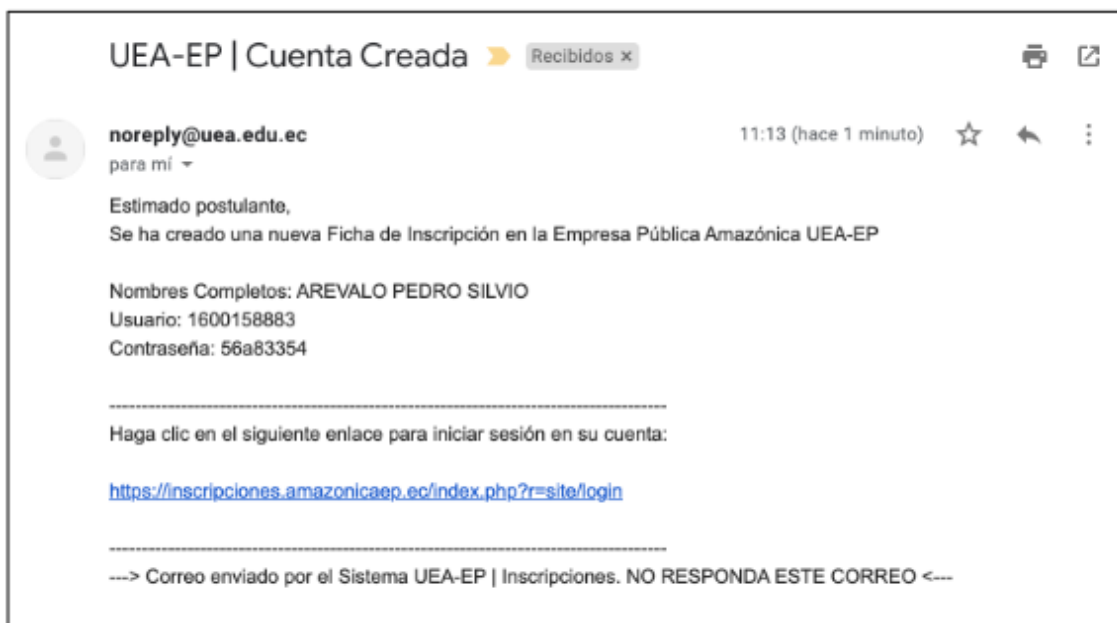 UEA-EP | Cuenta Creada Recibidos x
noreply@uea.edu.ec 11:13 (hace 1 minuto)
para mí
Estimado postulante,
Se ha creado una nueva Ficha de Inscripción en la Empresa Pública Amazónica UEA-EP
Nombres Completos: AREVALO PEDRO SILVIO
Usuario: 1600158883
Contraseña: 56a83354
--------------------------------------------------------------------------------------
Haga clic en el siguiente enlace para iniciar sesión en su cuenta:
https://inscripciones.amazonicaep.ec/index.php?r=site/login
--------------------------------------------------------------------------------------
---> Correo enviado por el Sistema UEA-EP | Inscripciones. NO RESPONDA ESTE CORREO <---